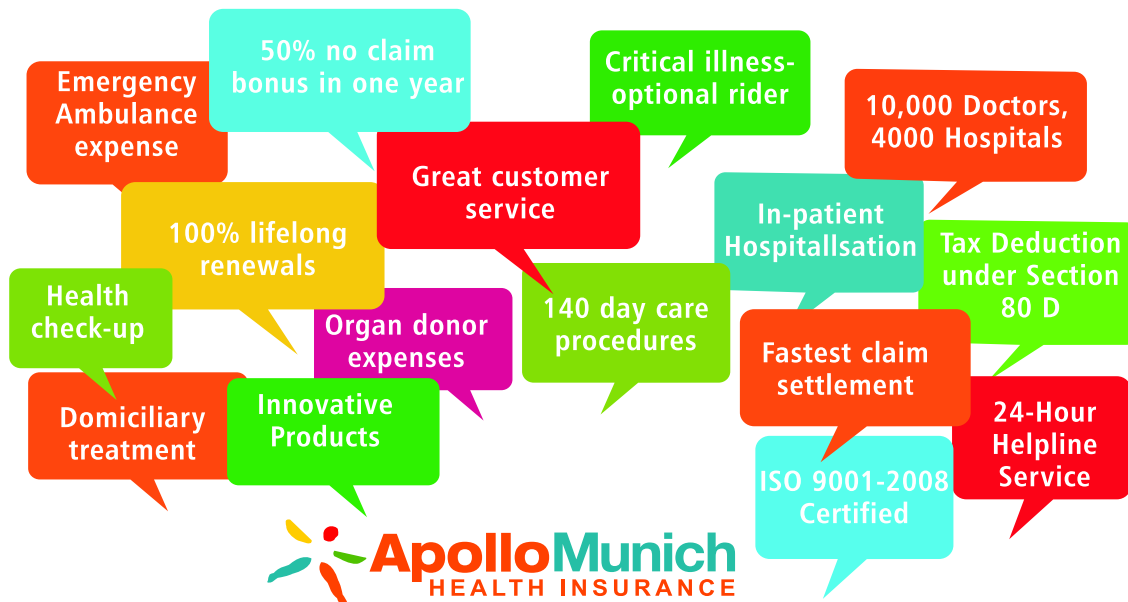 50% no claim
bonus in one year
Critical illness-
optional rider
Emergency
Ambulance
expense
10,000 Doctors,
4000 Hospitals
Great customer
service
In-patient
Hospitallsation
100% lifelong
renewals
Tax Deduction
under Section
80 D
Health
check-up
Organ donor
expenses
140 day care
procedures
Fastest claim
settlement
Domiciliary
treatment
Innovative
Products
24-Hour
Helpline
Service
ISO 9001-2008
Certified
ApolloMunich
HEALTH INSURANCE